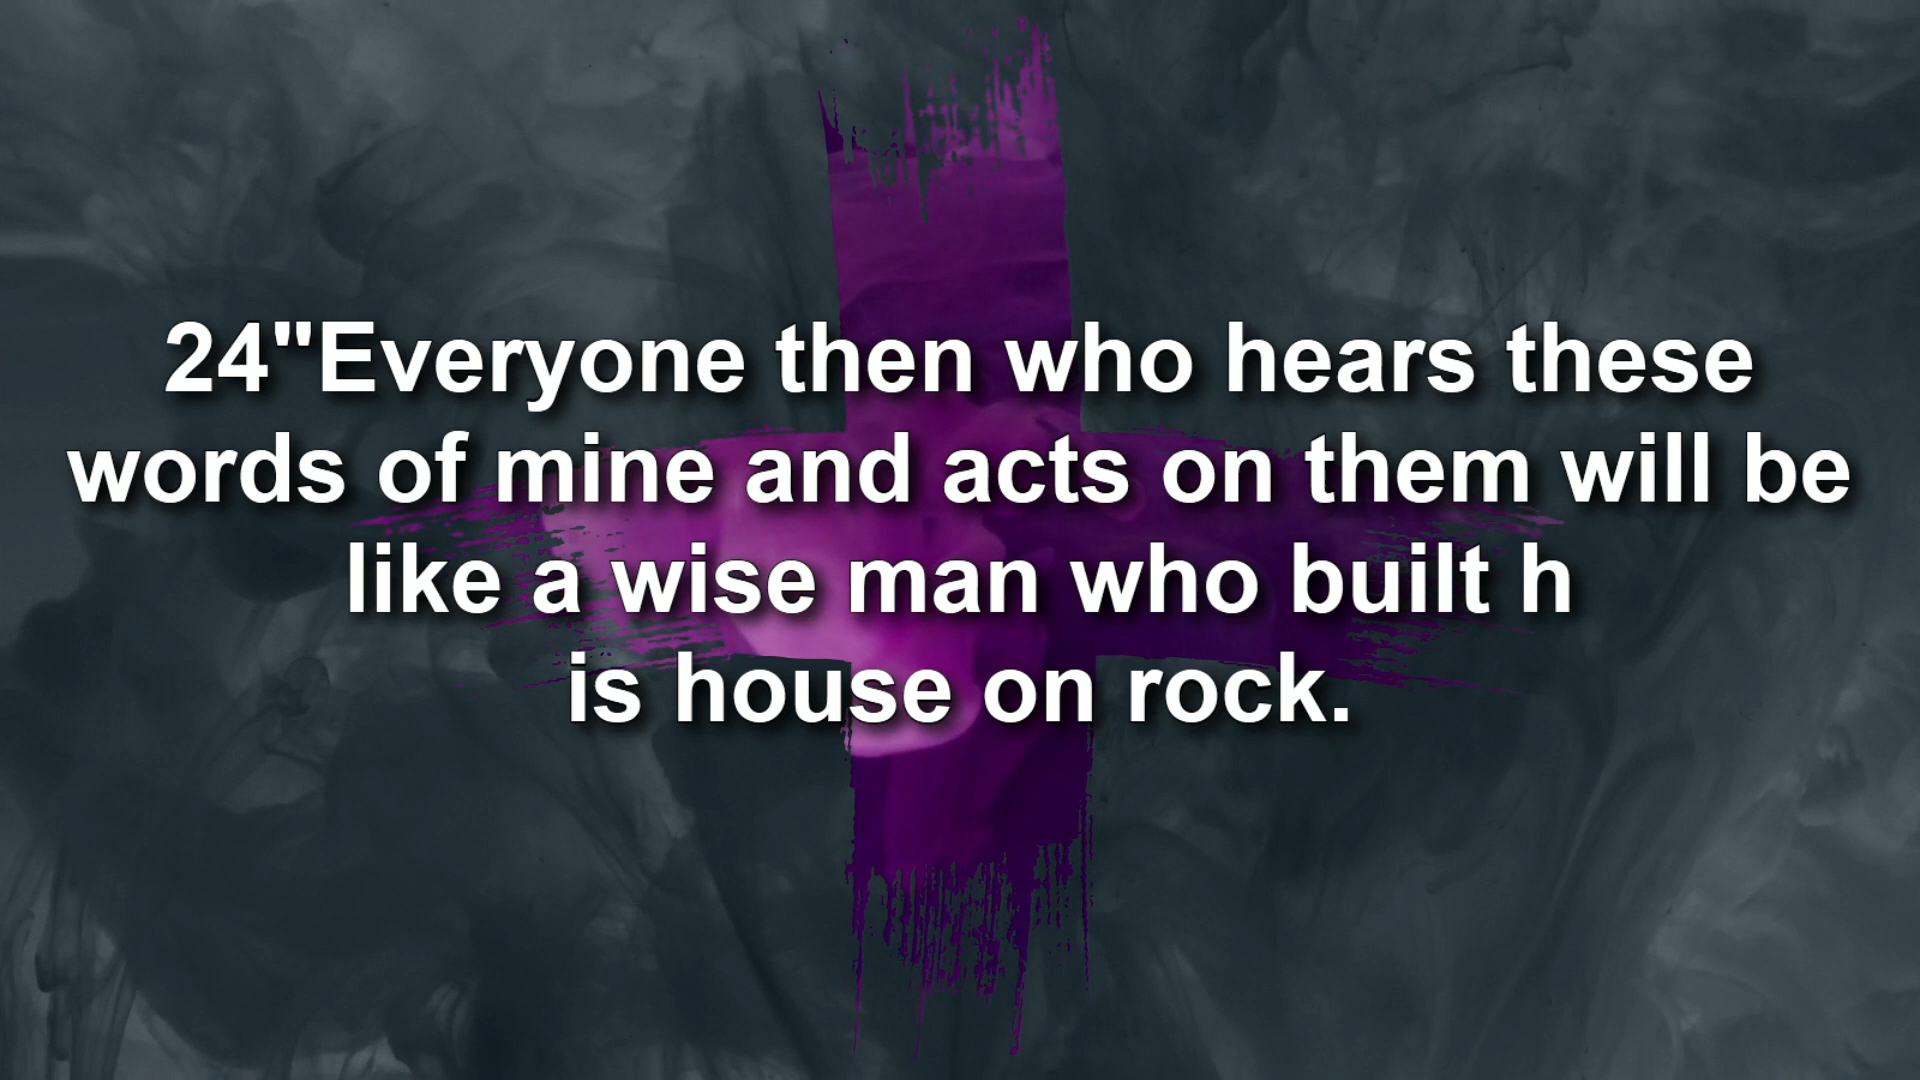 24"Everyone then who hears these
words of mine and acts on them will be
like a wise man who built h
is house on rock.